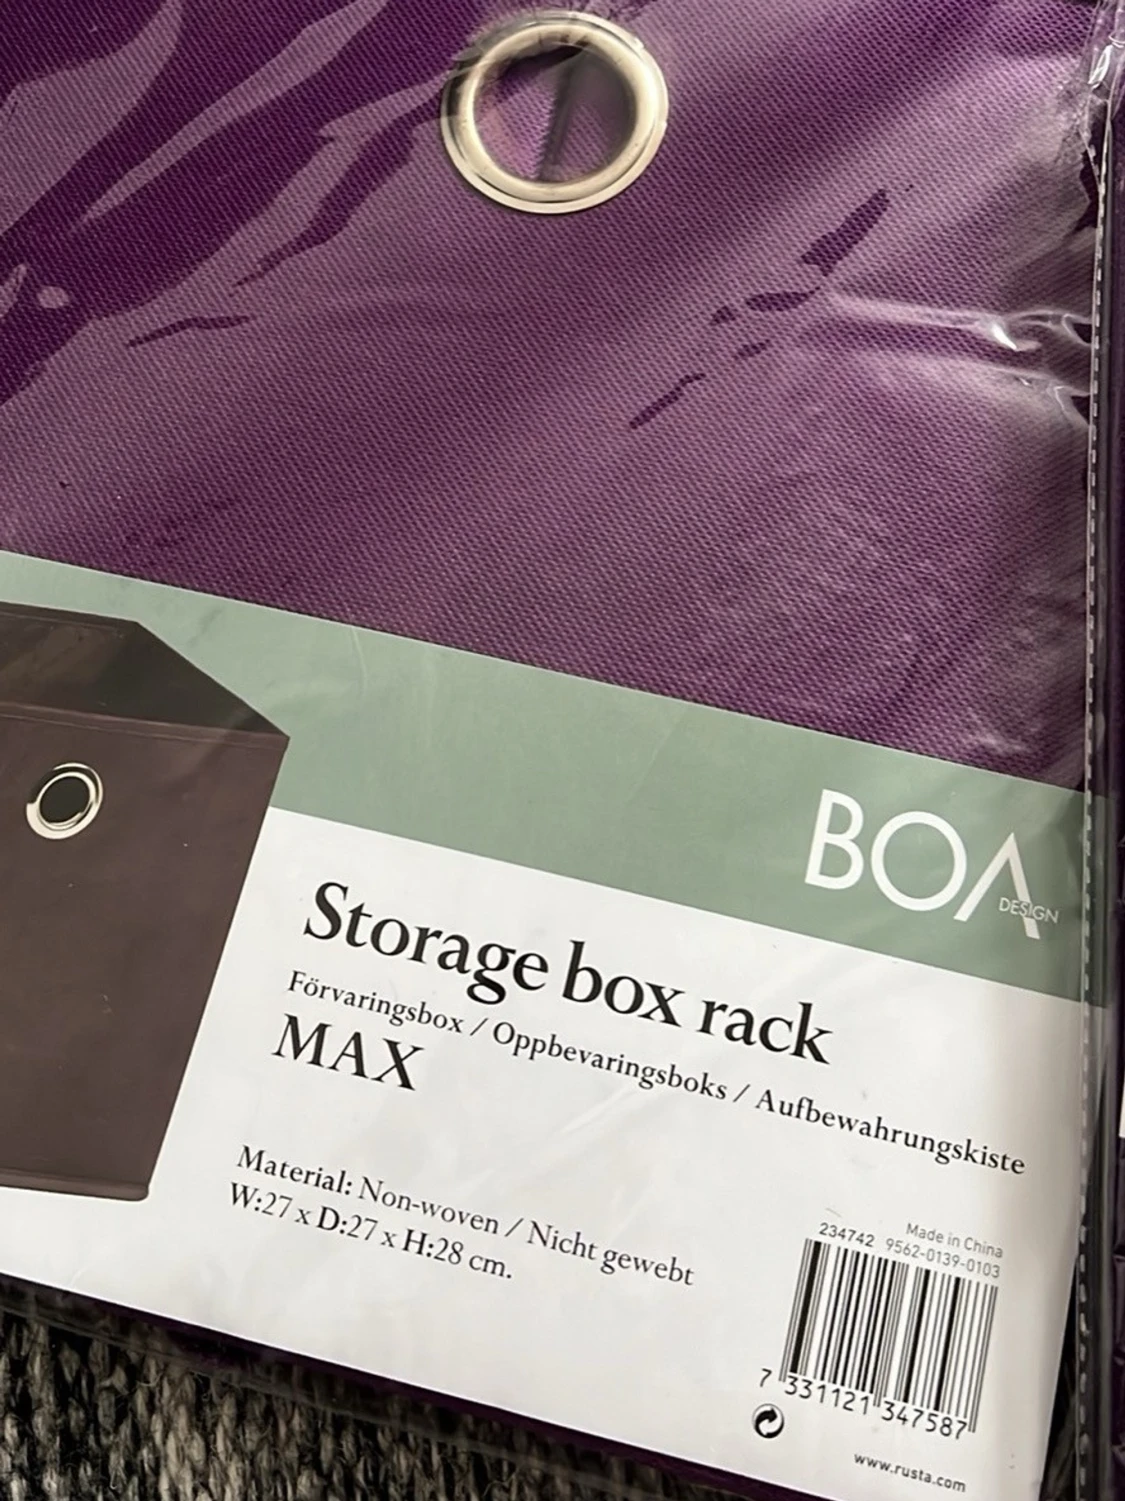 BOA
DESIGN
Storage box rack
Förvaringsbox / Oppbevaringsboks / Aufbewahrungskiste
MAX
Material: Non-woven / Nicht gewebt
W:27 x D:27 x H:28 cm.
Made in China
234742 9562-0139-0103
7 331121 347587
www.rusta.com